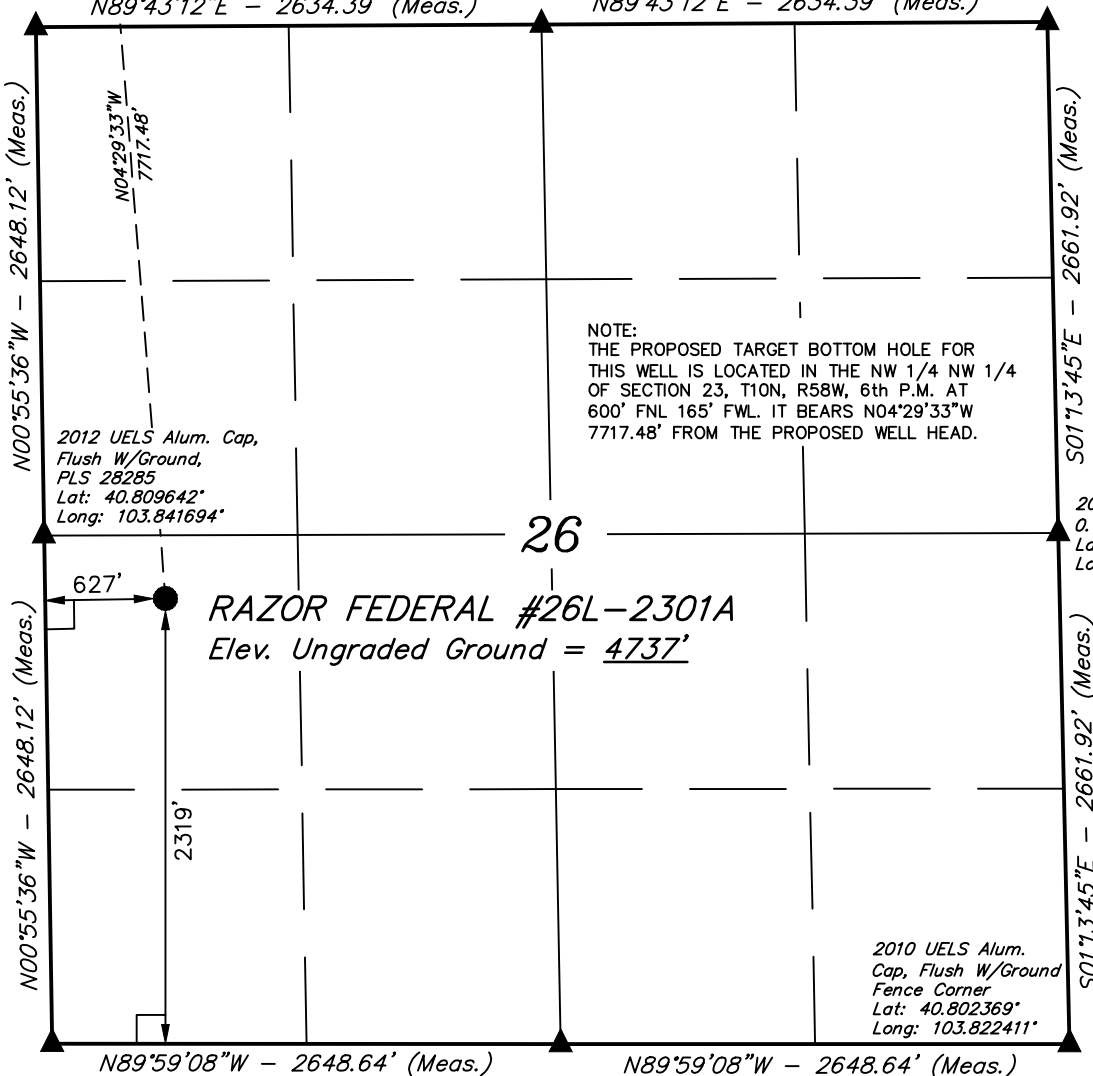 N89°43'12"E - 2634.39' (Meas.)
N89°43'12"E - 2634.39' (Meas.)
N04°29'33"W
7717.48'
N00°55'36"W - 2648.12' (Meas.)
S01°13'45"E - 2661.92' (Meas.)
NOTE:
THE PROPOSED TARGET BOTTOM HOLE FOR
THIS WELL IS LOCATED IN THE NW 1/4 NW 1/4
OF SECTION 23, T10N, R58W, 6th P.M. AT
600' FNL 165' FWL. IT BEARS N04°29'33"W
7717.48' FROM THE PROPOSED WELL HEAD.
2012 UELS Alum. Cap,
Flush W/Ground,
PLS 28285
Lat: 40.809642°
Long: 103.841694°
26
627'
RAZOR FEDERAL #26L-2301A
Elev. Ungraded Ground = 4737'
N00°55'36"W - 2648.12' (Meas.)
2319'
S01°13'45"E - 2661.92' (Meas.)
2010 UELS Alum.
Cap, Flush W/Ground
Fence Corner
Lat: 40.802369°
Long: 103.822411°
N89°59'08"W - 2648.64' (Meas.)
N89°59'08"W - 2648.64' (Meas.)